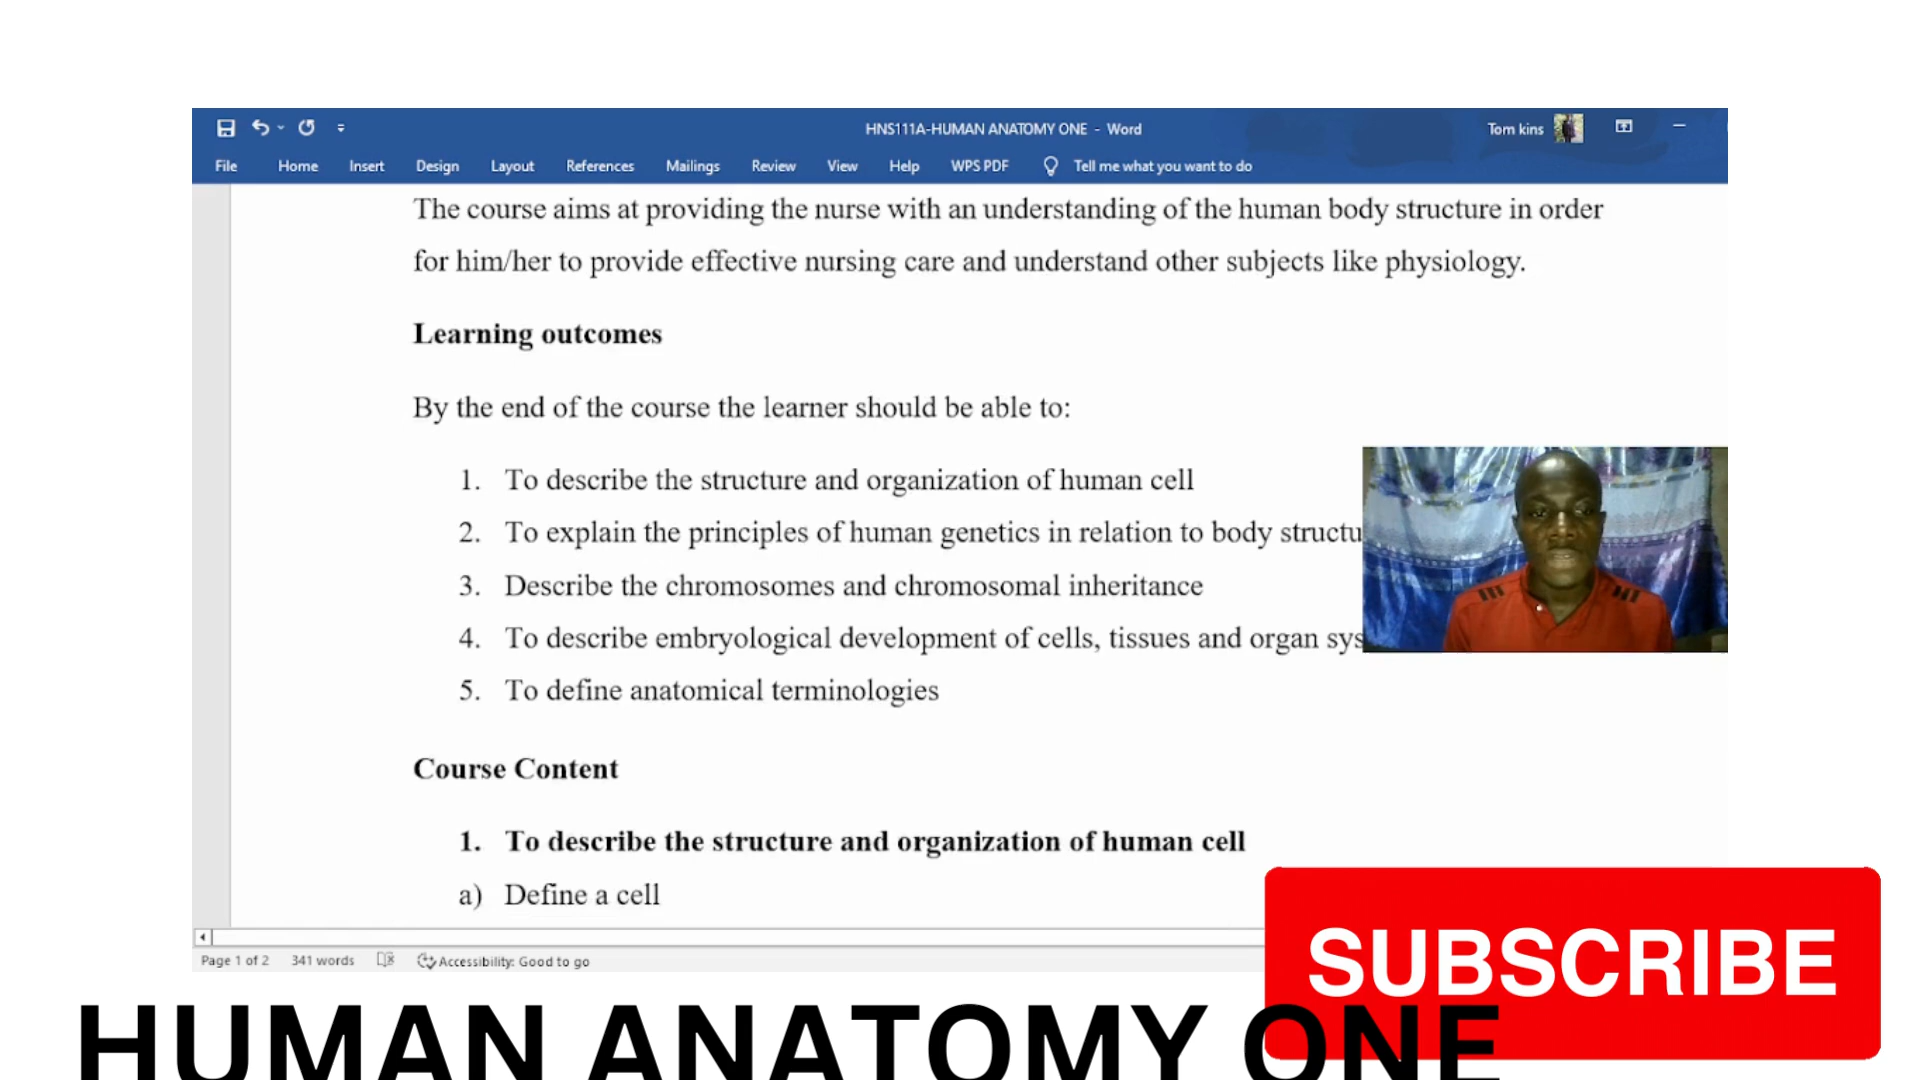 HNS111A-HUMAN ANATOMY ONE - Word
Tom kins
File Home Insert Design Layout References Mailings Review View Help WPS PDF Tell me what you want to do
The course aims at providing the nurse with an understanding of the human body structure in order
for him/her to provide effective nursing care and understand other subjects like physiology.
Learning outcomes
By the end of the course the learner should be able to:
1. To describe the structure and organization of human cell
2. To explain the principles of human genetics in relation to body structu
3. Describe the chromosomes and chromosomal inheritance
4. To describe embryological development of cells, tissues and organ sys
5. To define anatomical terminologies
Course Content
1. To describe the structure and organization of human cell
a) Define a cell
Page 1 of 2 341 words Accessibility: Good to go
SUBSCRIBE
HUMAN ANATOMY ONE